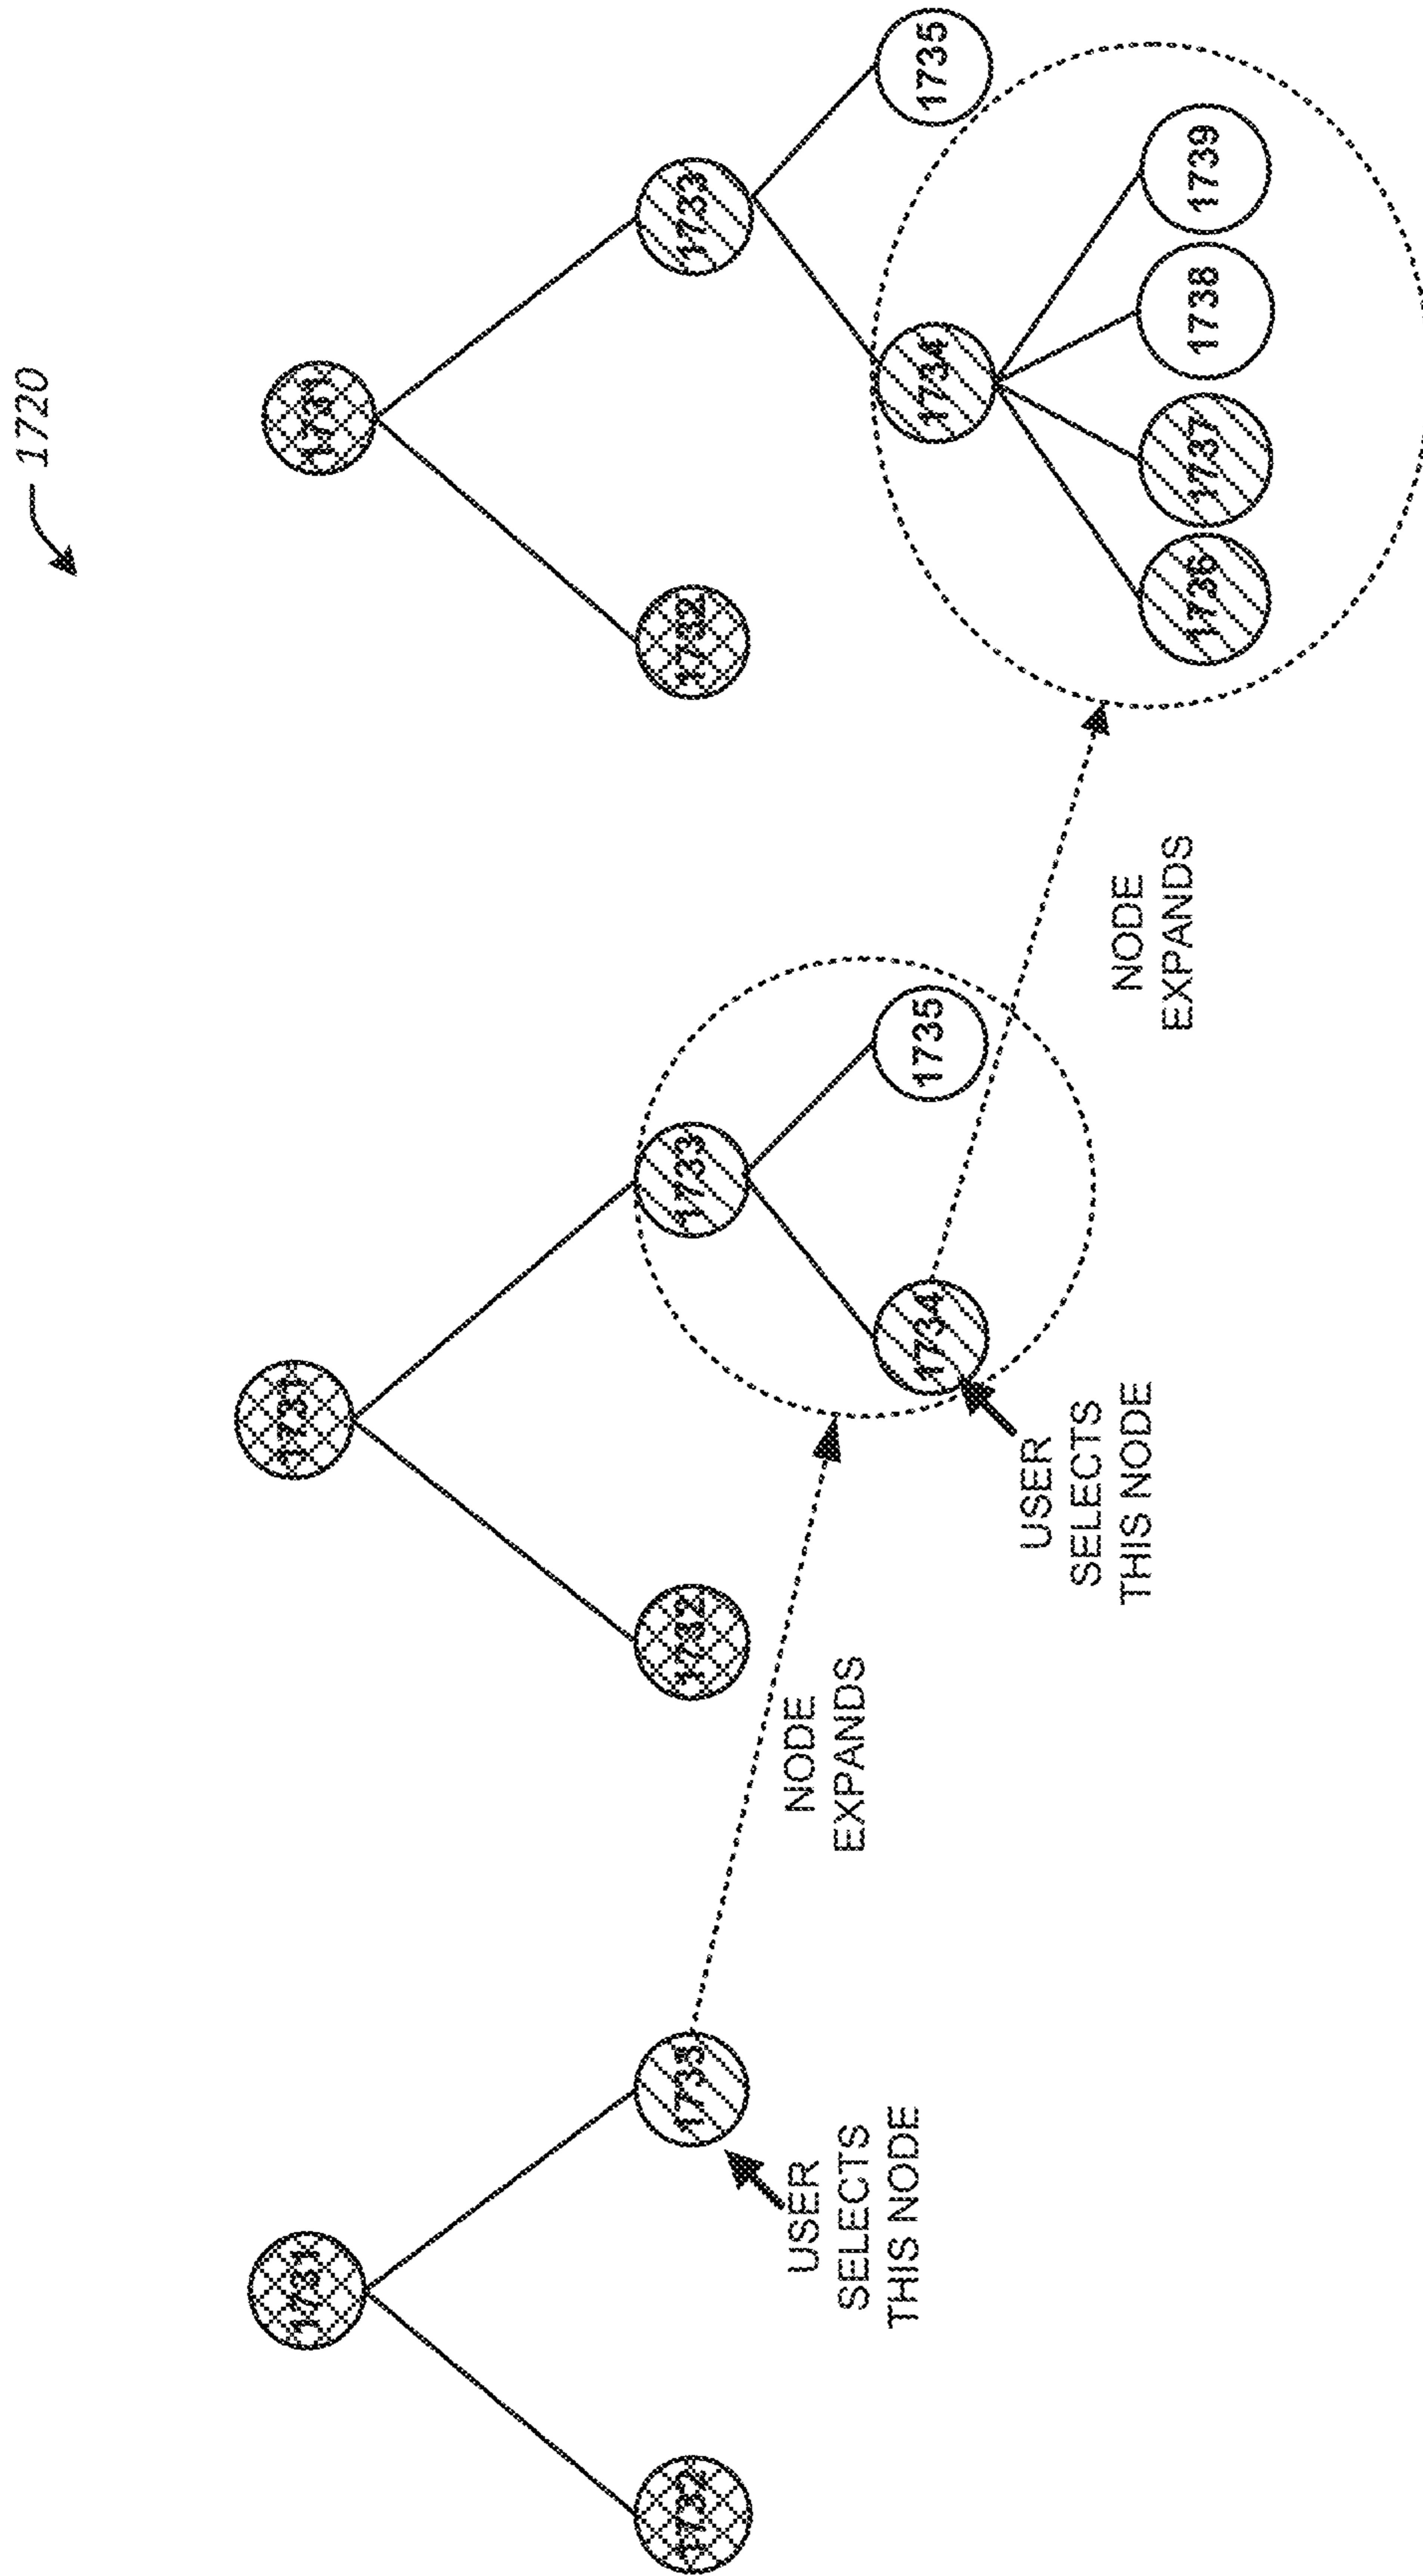 1720
1731
1732
1733
USER
SELECTS
THIS NODE
NODE
EXPANDS
1731
1732
1733
1734
1735
USER
SELECTS
THIS NODE
NODE
EXPANDS
1731
1732
1733
1734
1735
1736
1737
1738
1739